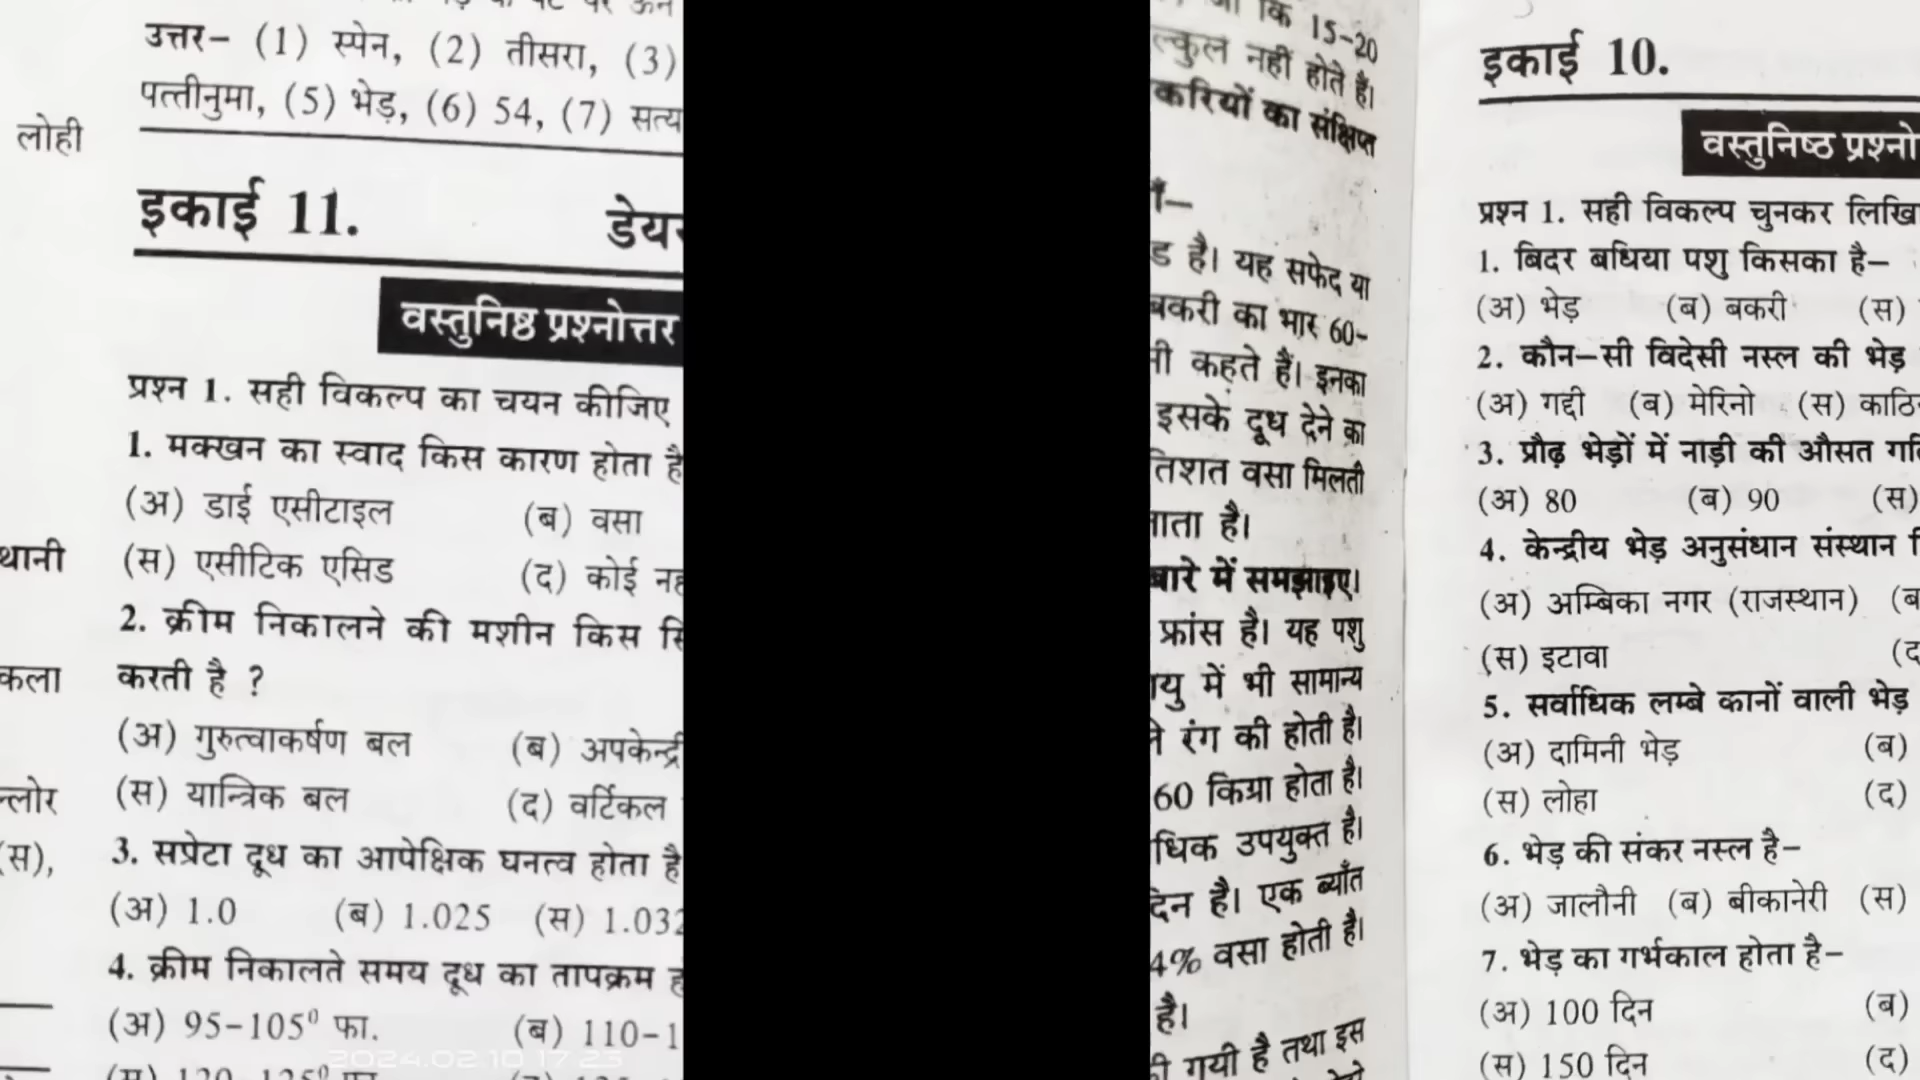 उत्तर– (1) स्पेन, (2) तीसरा, (3)
पत्तीनुमा, (5) भेड़, (6) 54, (7) सत्य
लोही
इकाई 11.
वस्तुनिष्ठ प्रश्नोत्तर
प्रश्न 1. सही विकल्प का चयन कीजिए
1. मक्खन का स्वाद किस कारण होता है
(अ) डाई एसीटाइल (ब) वसा
थानी
(स) एसीटिक एसिड (द) कोई
2. क्रीम निकालने की मशीन किस
कला
करती है ?
(अ) गुरुत्वाकर्षण बल (ब) अपकेन्द्री
न्लोर
(स) यान्त्रिक बल (द) वर्टिकल
(स),
3. सप्रेटा दूध का आपेक्षिक घनत्व होता है
(अ) 1.0 (ब) 1.025 (स) 1.032
4. क्रीम निकालते समय दूध का तापक्रम
(अ) 95-105⁰ फा. (ब) 110-1
2024.02.10 17:23
कि 15-20
नहीं होते है।
करियों का संक्षिप्त
ड है। यह सफेद या
बकरी का भार 60-
नी कहते हैं। इनका
इसके दूध देने का
तिशत वसा मिलती
जाता है।
बारे में समझाइए।
फ्रांस है। यह पशु
में भी सामान्य
रंग की होती है।
60 किग्रा होता है।
धिक उपयुक्त है।
दिन है। एक ब्याँत
4% वसा होती है।
है।
गयी है तथा इस
इकाई 10.
वस्तुनिष्ठ प्रश्नो
प्रश्न 1. सही विकल्प चुनकर लिखि
1. बिदर बधिया पशु किसका है–
(अ) भेड़ (ब) बकरी (स)
2. कौन–सी विदेसी नस्ल की भेड़
(अ) गद्दी (ब) मेरिनो (स) काठि
3. प्रौढ़ भेड़ों में नाड़ी की औसत
(अ) 80 (ब) 90 (स)
4. केन्द्रीय भेड़ अनुसंधान संस्थान
(अ) अम्बिका नगर (राजस्थान) (ब
(स) इटावा (द
5. सर्वाधिक लम्बे कानों वाली भेड़
(अ) दामिनी भेड़ (ब)
(स) लोहा (द)
6. भेड़ की संकर नस्ल है–
(अ) जालौनी (ब) बीकानेरी (स)
7. भेड़ का गर्भकाल होता है–
(अ) 100 दिन (ब)
(स) 150 दिन (द)